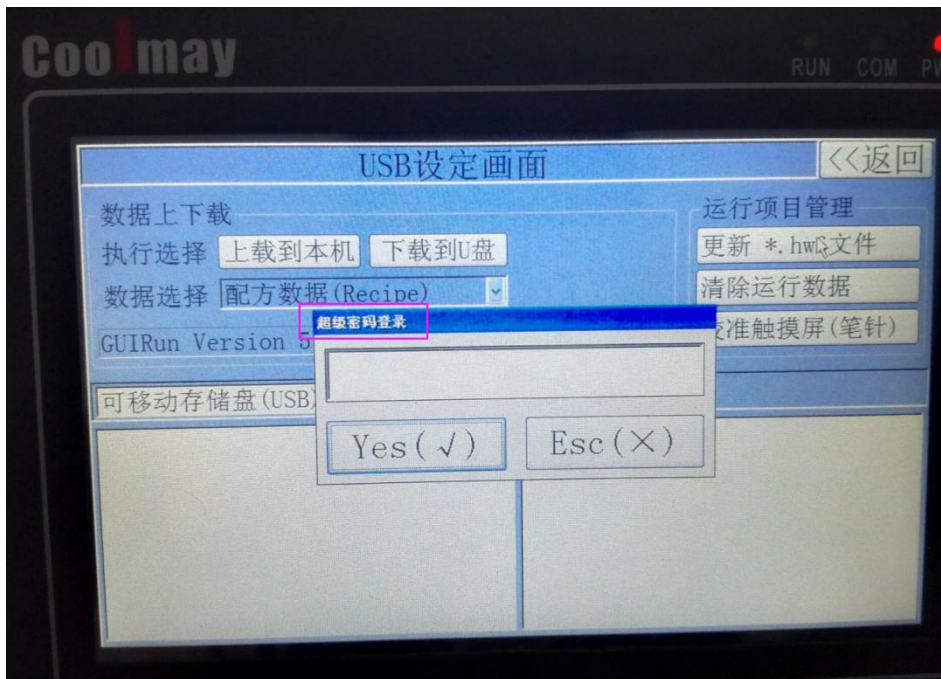 Coolmay
RUN COM
USB设定画面
<<返回
数据上下载
执行选择 上载到本机 下载到U盘
数据选择 配方数据(Recipe)
GUIRun Version
运行项目管理
更新 *.hw文件
清除运行数据
校准触摸屏(笔针)
可移动存储盘(USB)
超级密码登录
Yes(√) Esc(×)